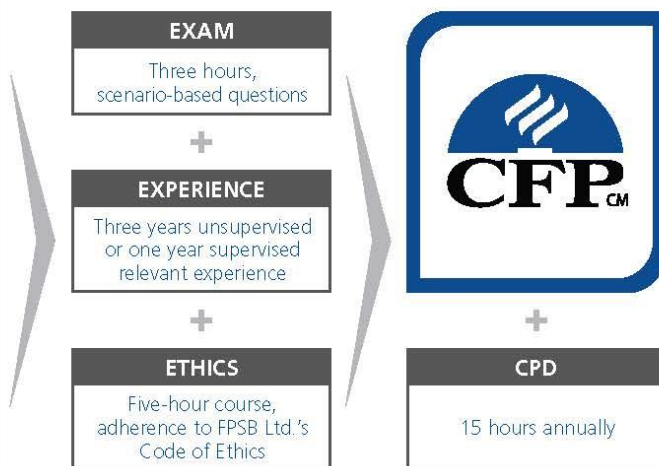 EXAM
Three hours,
scenario-based questions
+
EXPERIENCE
Three years unsupervised
or one year supervised
relevant experience
+
ETHICS
Five-hour course,
adherence to FPSB Ltd.'s
Code of Ethics
CFP CM
+
CPD
15 hours annually